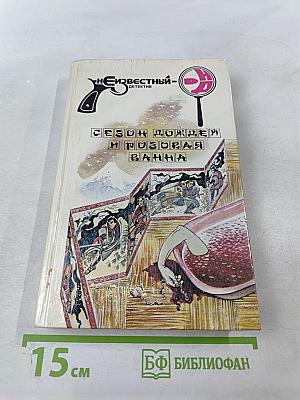 НЕИЗВЕСТНЫЙ
ДЕТЕКТИВ
СЕЗОН ДОЖДЕЙ
И РОЗОВАЯ
ВАННА
15 см
БФ БИБЛИОФАН